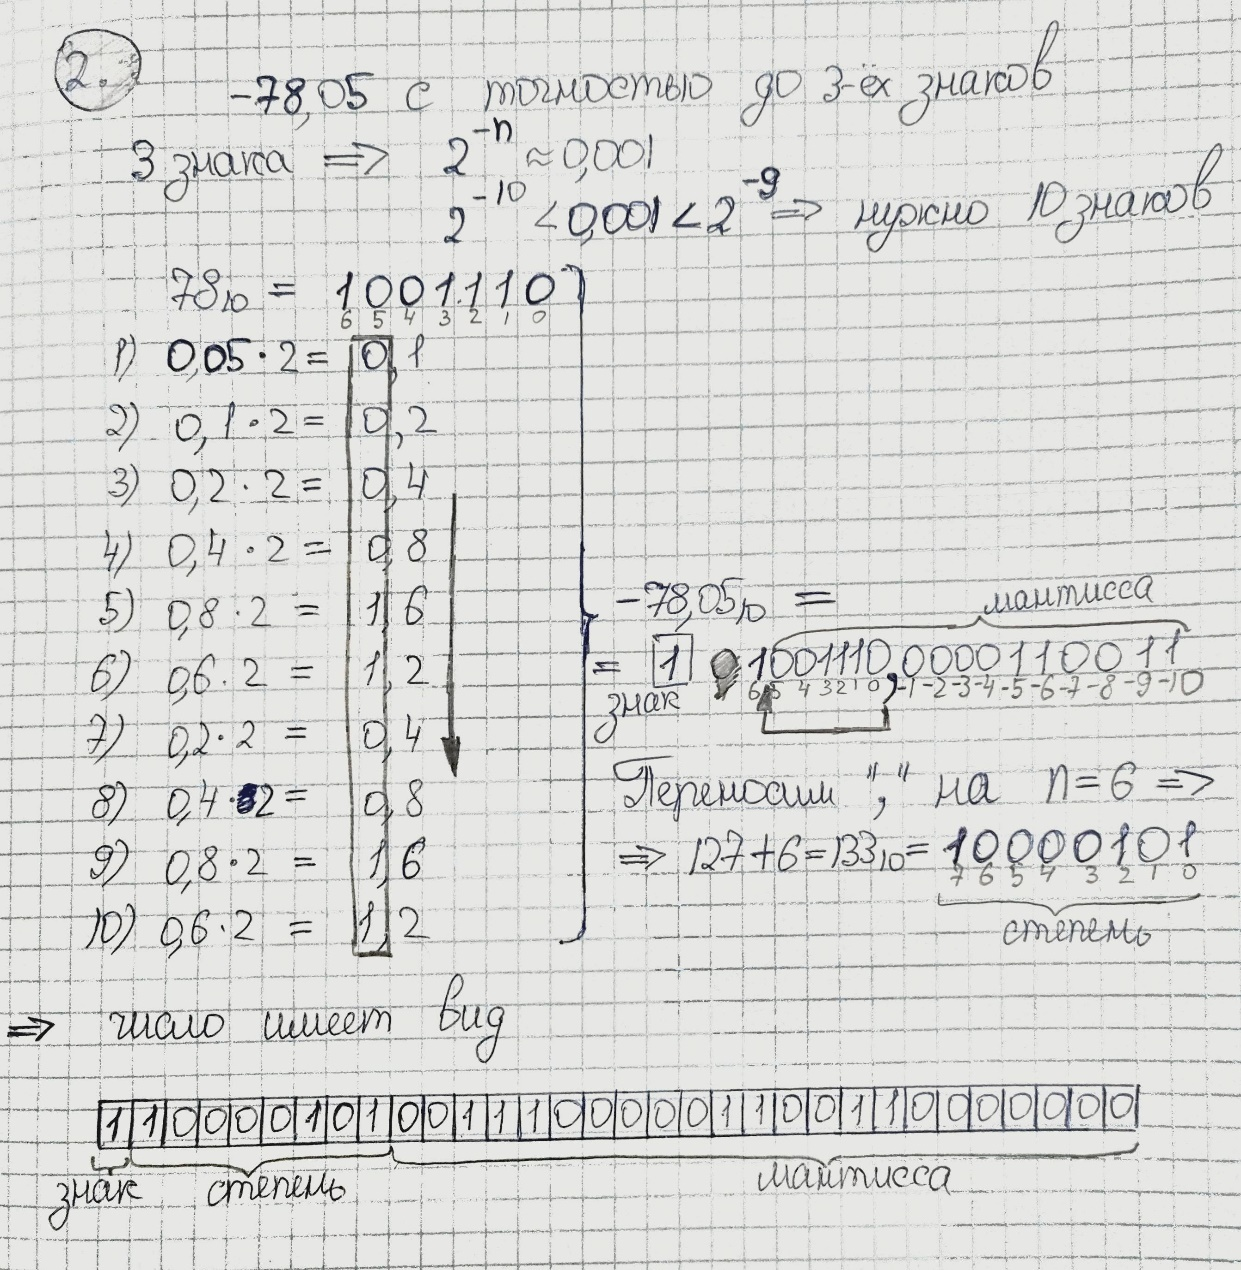 2.
-78,05 с точностью до 3-ёх знаков
3 знака => 2^-n ≈ 0,001
2^-10 < 0,001 < 2^-9 => нужно 10 знаков
78₁₀ = 1001110
6 5 4 3 2 1 0
1) 0,05·2 = 0,1
2) 0,1·2 = 0,2
3) 0,2·2 = 0,4
4) 0,4·2 = 0,8
5) 0,8·2 = 1,6
6) 0,6·2 = 1,2
7) 0,2·2 = 0,4
8) 0,4·2 = 0,8
9) 0,8·2 = 1,6
10) 0,6·2 = 1,2
-78,05₁₀ =
мантисса
= 1 1001110,0000110011
знак 6 5 4 3 2 1 0 -1 -2 -3 -4 -5 -6 -7 -8 -9 -10
Переносим "," на n=6 =>
=> 127+6=133₁₀= 10000101
7 6 5 4 3 2 1 0
степень
=> число имеет вид
1 1 0 0 0 0 1 0 1 0 0 1 1 1 0 0 0 0 0 1 1 0 0 1 1 0 0 0 0 0 0 0
знак степень мантисса